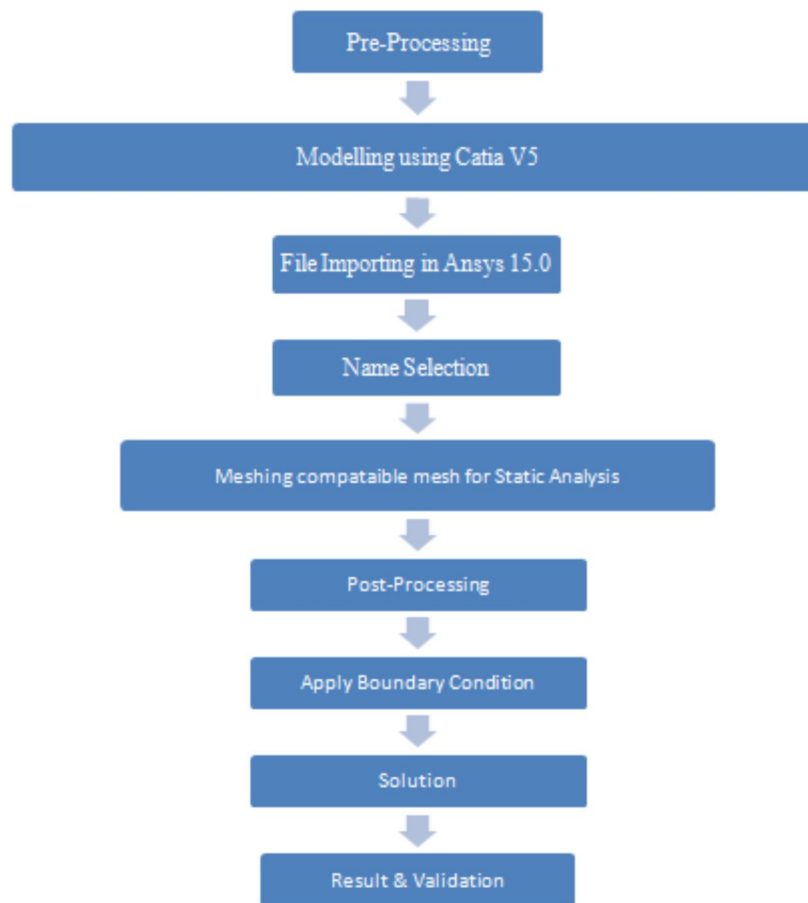 Pre-Processing
Modelling using Catia V5
File Importing in Ansys 15.0
Name Selection
Meshing compataible mesh for Static Analysis
Post-Processing
Apply Boundary Condition
Solution
Result & Validation